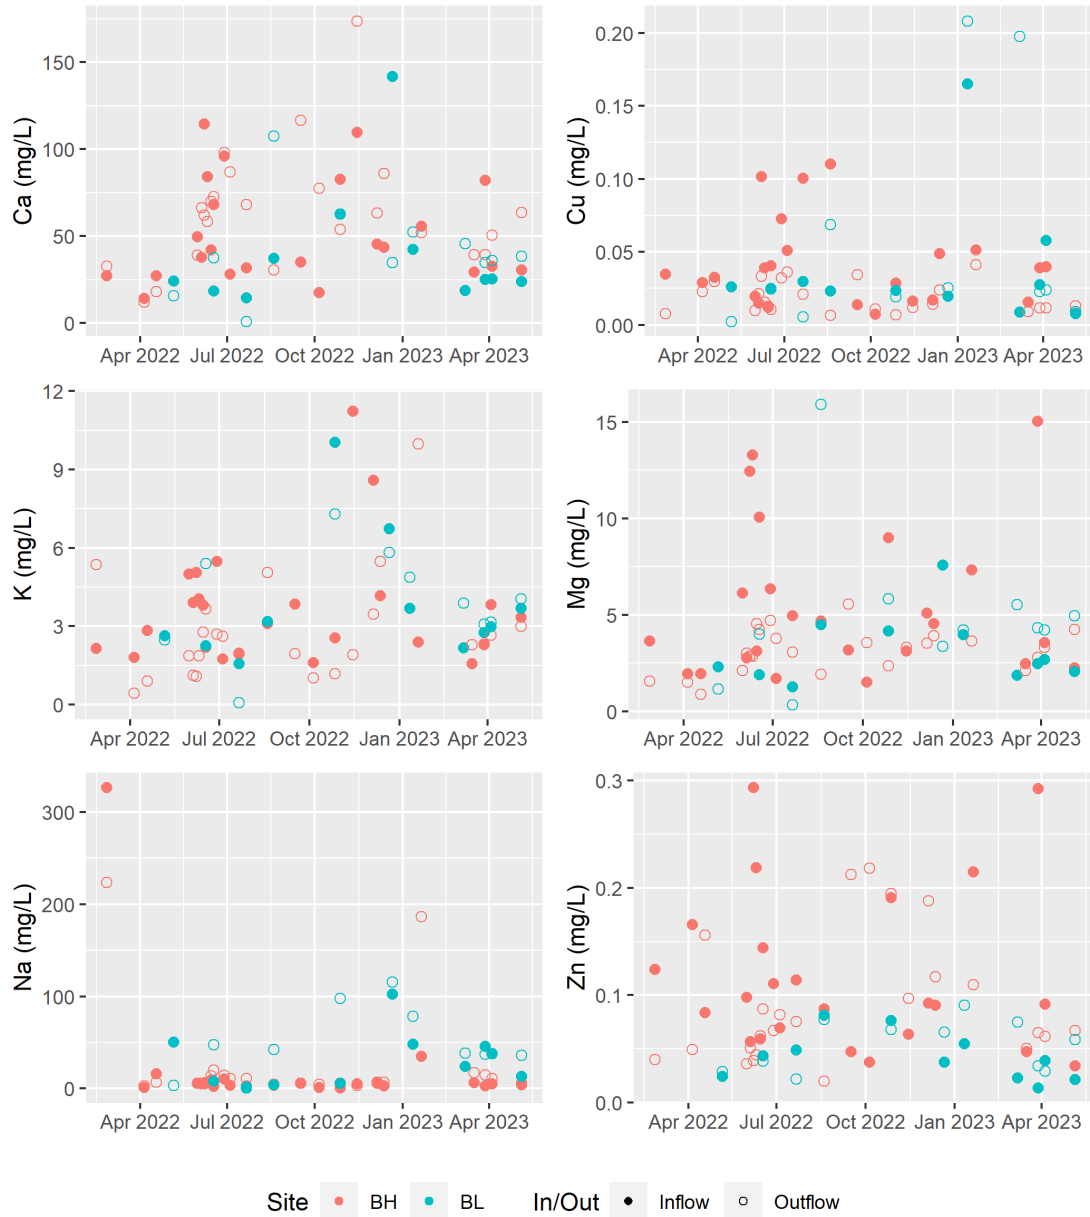 Ca (mg/L)
150
100
50
0
Apr 2022 Jul 2022 Oct 2022 Jan 2023 Apr 2023
Cu (mg/L)
0.20
0.15
0.10
0.05
0.00
Apr 2022 Jul 2022 Oct 2022 Jan 2023 Apr 2023
K (mg/L)
12
9
6
3
0
Apr 2022 Jul 2022 Oct 2022 Jan 2023 Apr 2023
Mg (mg/L)
15
10
5
0
Apr 2022 Jul 2022 Oct 2022 Jan 2023 Apr 2023
Na (mg/L)
300
200
100
0
Apr 2022 Jul 2022 Oct 2022 Jan 2023 Apr 2023
Zn (mg/L)
0.3
0.2
0.1
0.0
Apr 2022 Jul 2022 Oct 2022 Jan 2023 Apr 2023
Site BH BL In/Out Inflow Outflow